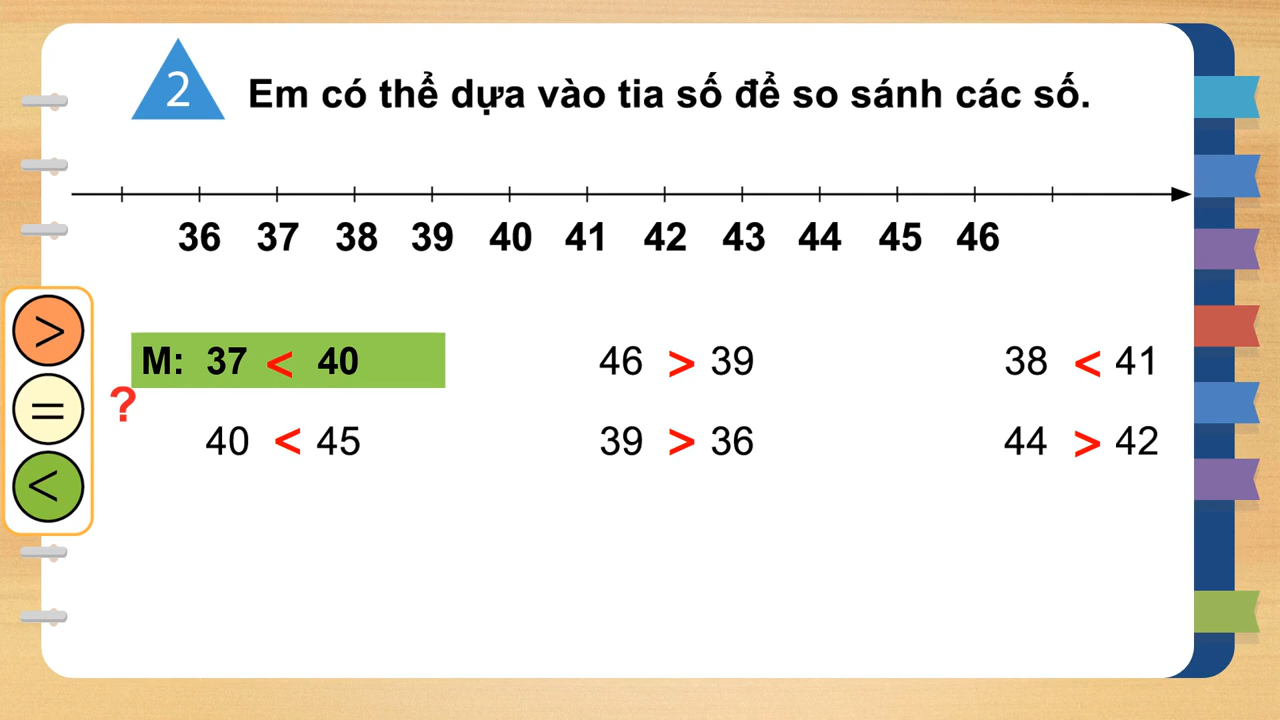 2 Em có thể dựa vào tia số để so sánh các số.
36 37 38 39 40 41 42 43 44 45 46
> M: 37 < 40 46 > 39 38 < 41
= ? 40 < 45 39 > 36 44 > 42
<